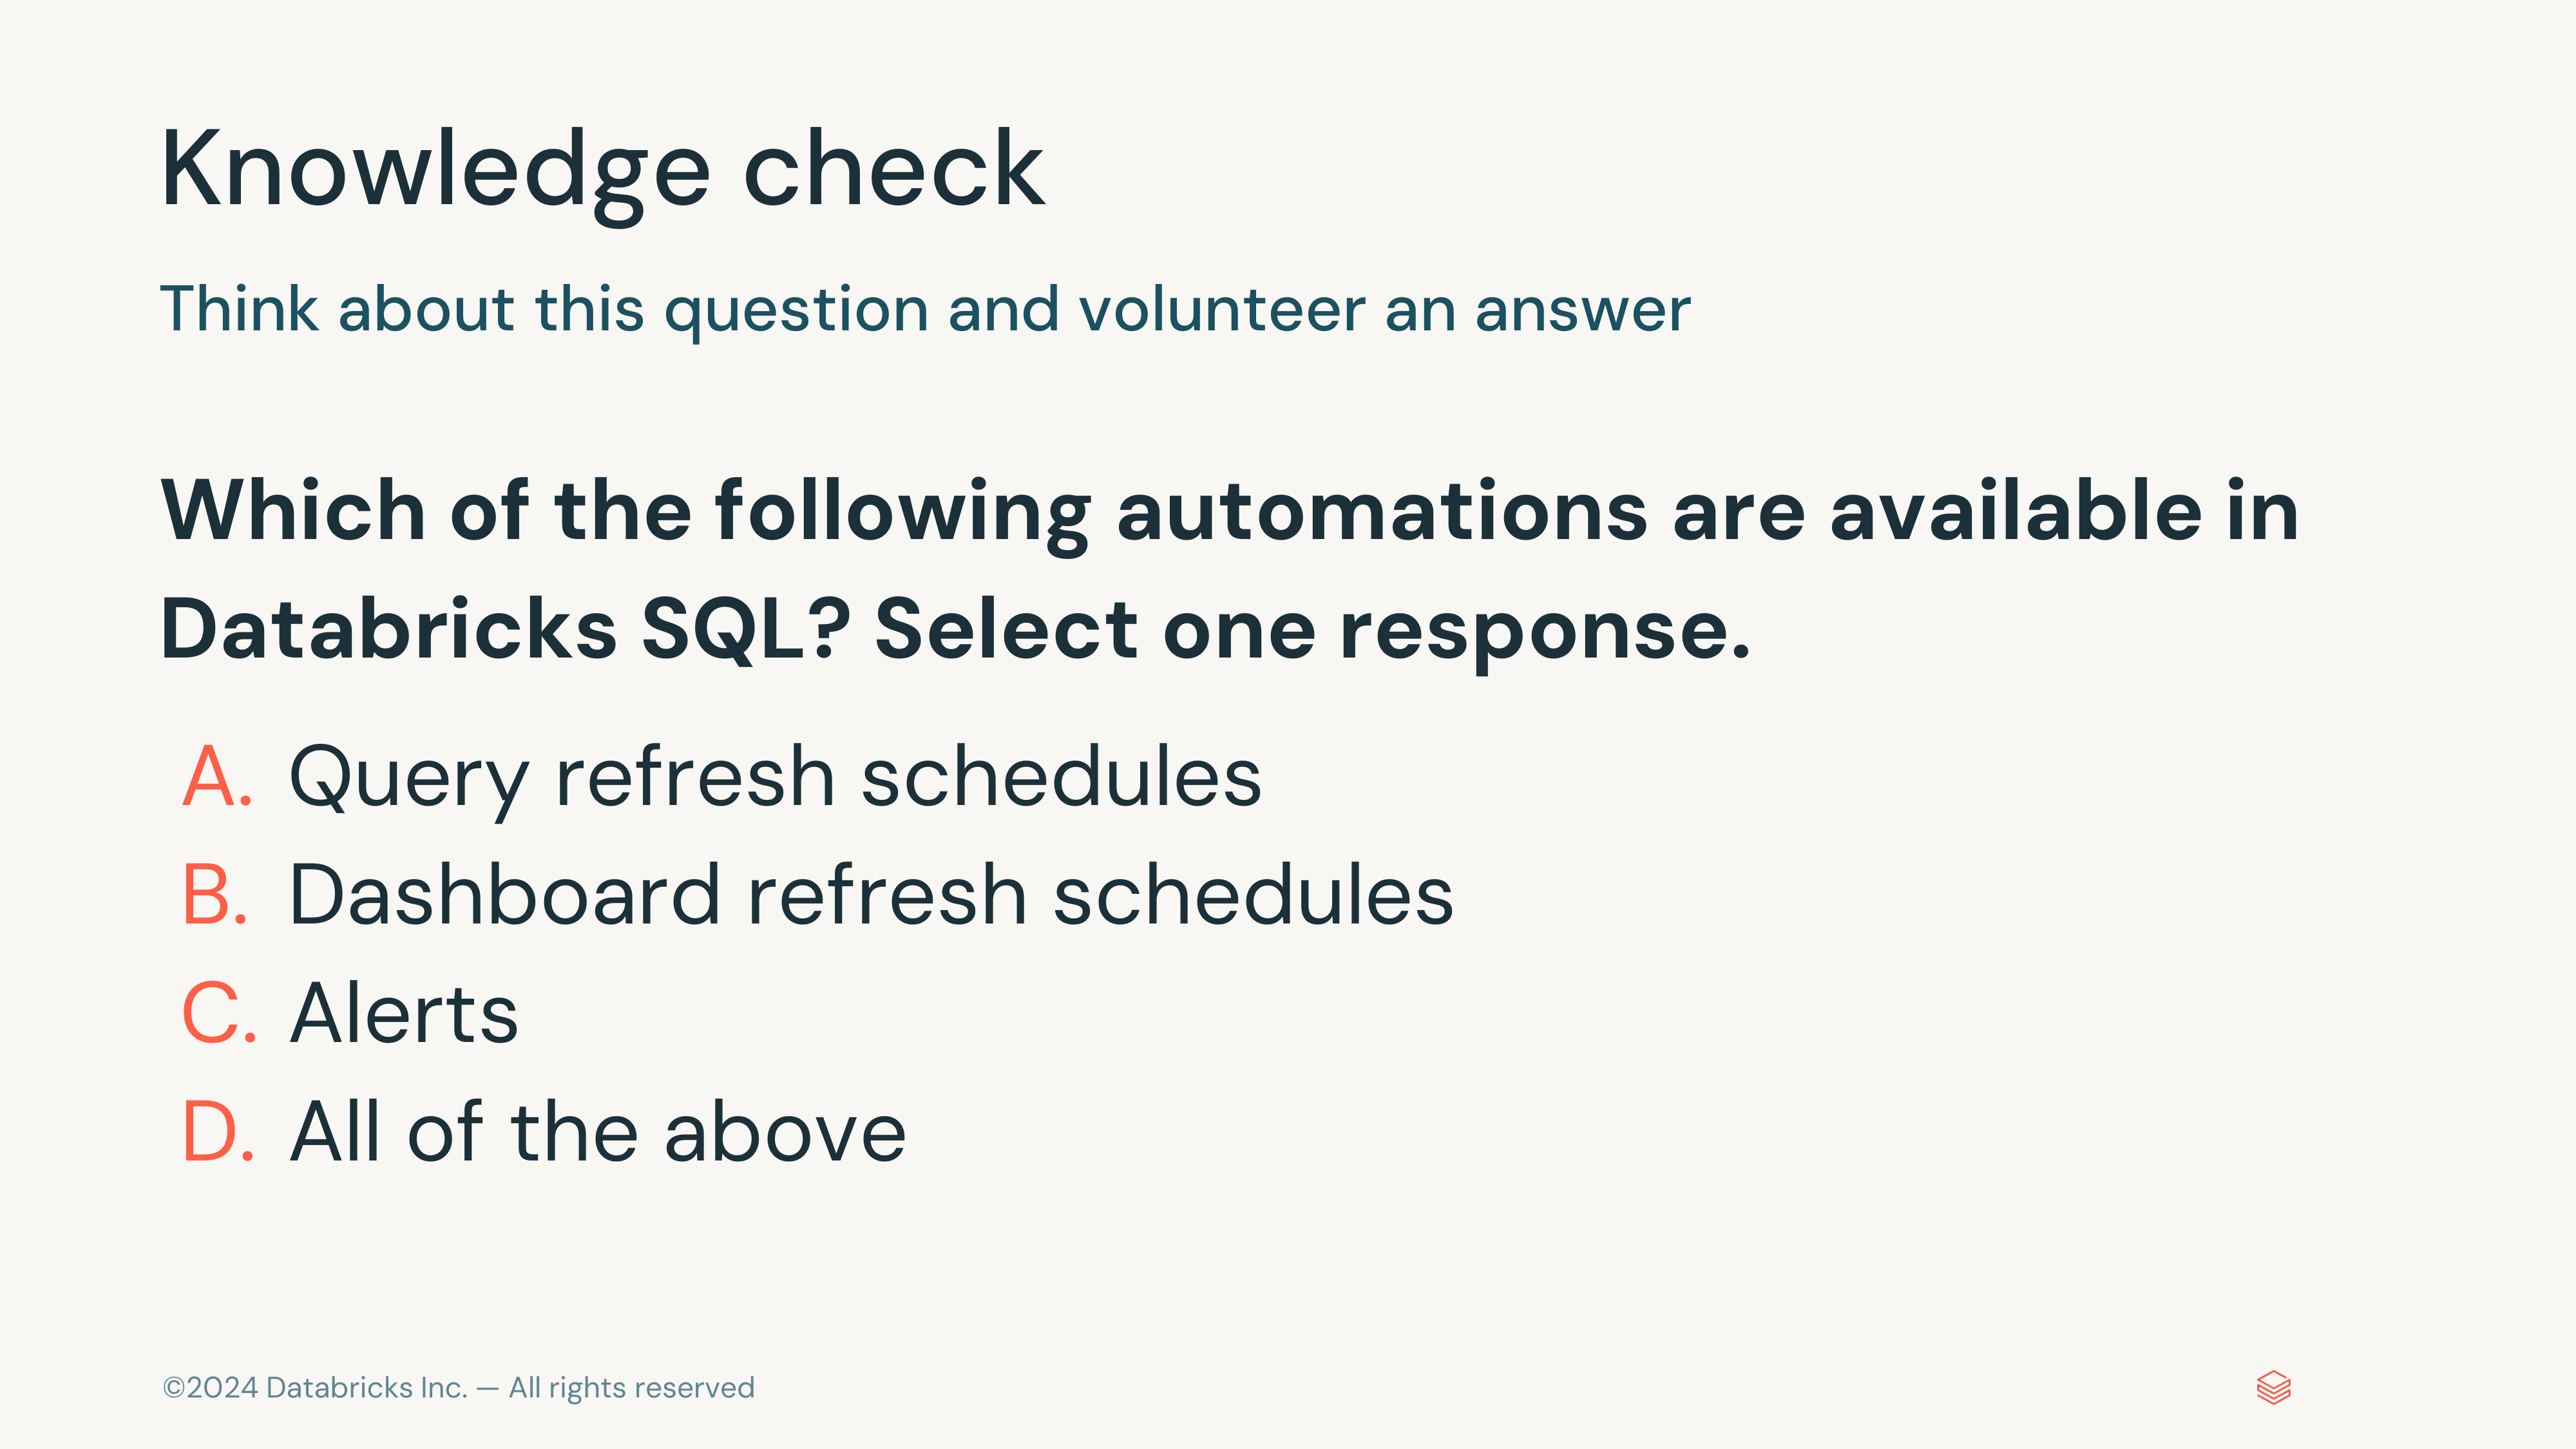 Knowledge check
Think about this question and volunteer an answer
Which of the following automations are available in
Databricks SQL? Select one response.
A. Query refresh schedules
B. Dashboard refresh schedules
C. Alerts
D. All of the above
©2024 Databricks Inc. — All rights reserved